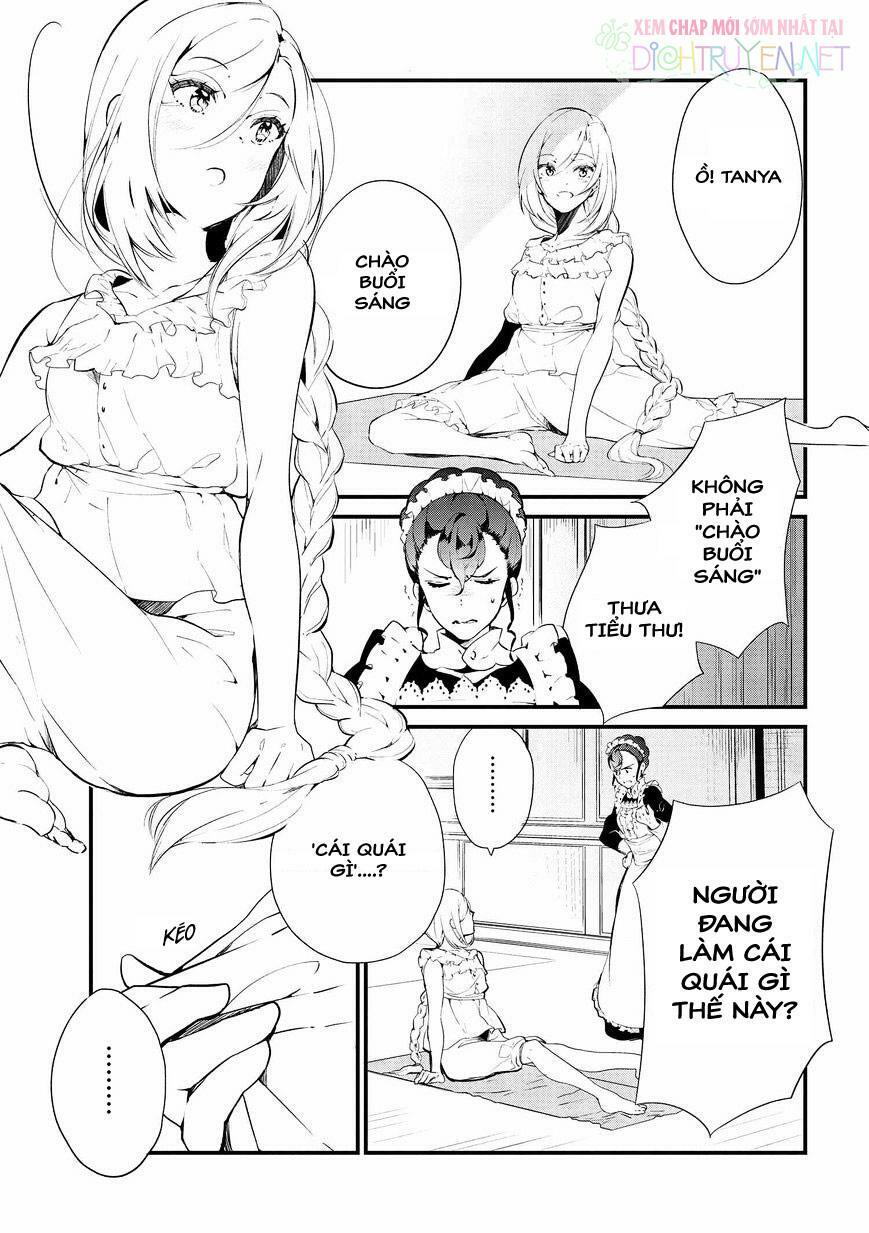 XEM CHAP MỚI SỚM NHẤT TẠI
DICHTRUYEN.NET
Ồ! TANYA
CHÀO
BUỔI
SÁNG
KHÔNG
PHẢI
"CHÀO
BUỔI
SÁNG"
THƯA
TIỂU THƯ!
NGƯỜI
ĐANG
LÀM CÁI
QUÁI GÌ
THẾ NÀY?
........
'CÁI QUÁI
GÌ'....?
KÉO
........